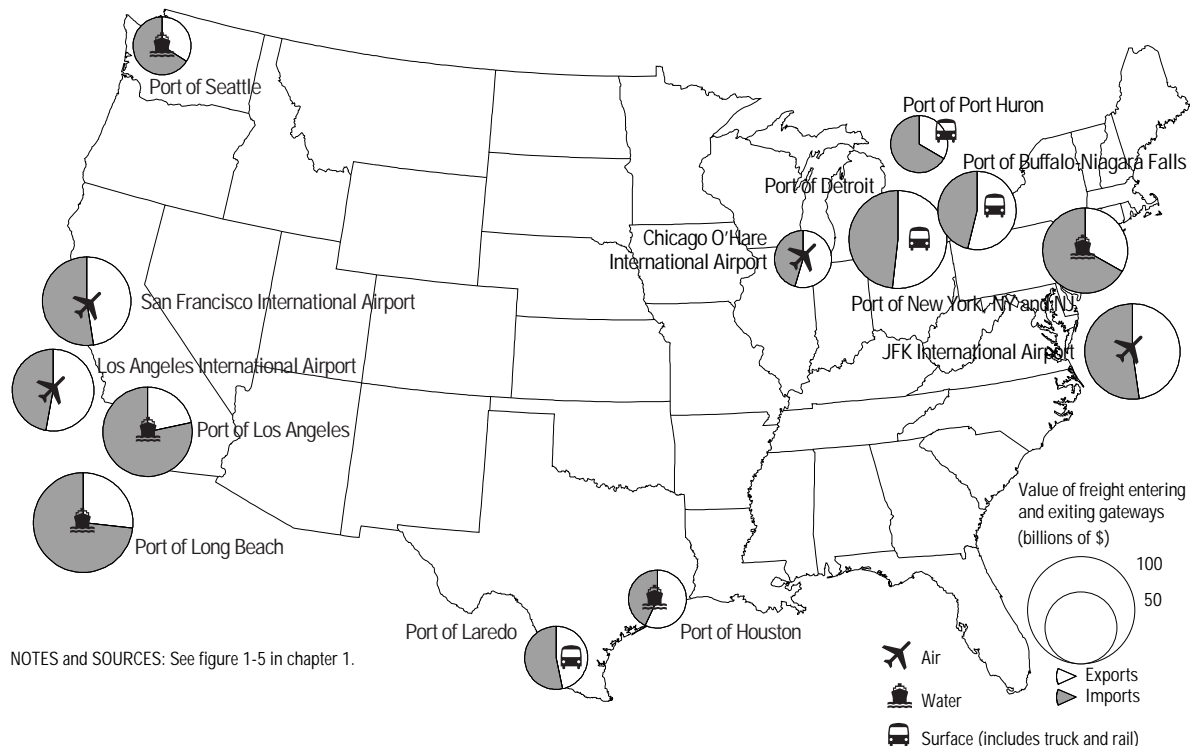 Port of Seattle
Port of Port Huron
Port of Buffalo-Niagara Falls
Port of Detroit
Chicago O'Hare
International Airport
San Francisco International Airport
Port of New York, NY and NJ
JFK International Airport
Los Angeles International Airport
Port of Los Angeles
Port of Long Beach
Value of freight entering
and exiting gateways
(billions of $)
100
50
Port of Laredo
Port of Houston
NOTES and SOURCES: See figure 1-5 in chapter 1.
Air
Water
Surface (includes truck and rail)
Exports
Imports